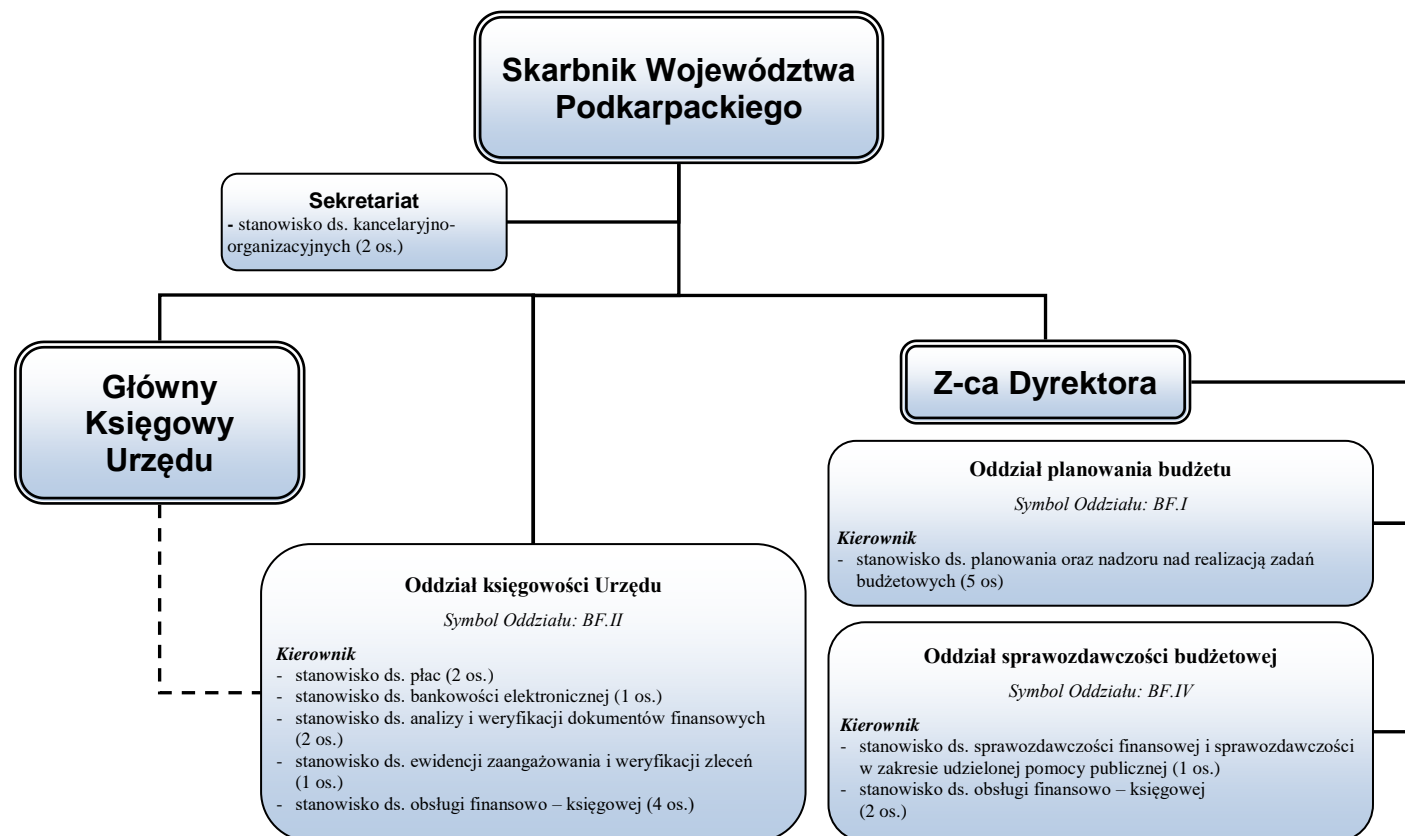 Skarbnik Województwa
Podkarpackiego
Sekretariat
- stanowisko ds. kancelaryjno-
organizacyjnych (2 os.)
Główny
Księgowy
Urzędu
Z-ca Dyrektora
Oddział planowania budżetu
Symbol Oddziału: BF.I
Kierownik
- stanowisko ds. planowania oraz nadzoru nad realizacją zadań
budżetowych (5 os)
Oddział księgowości Urzędu
Symbol Oddziału: BF.II
Kierownik
- stanowisko ds. płac (2 os.)
- stanowisko ds. bankowości elektronicznej (1 os.)
- stanowisko ds. analizy i weryfikacji dokumentów finansowych
(2 os.)
- stanowisko ds. ewidencji zaangażowania i weryfikacji zleceń
(1 os.)
- stanowisko ds. obsługi finansowo – księgowej (4 os.)
Oddział sprawozdawczości budżetowej
Symbol Oddziału: BF.IV
Kierownik
- stanowisko ds. sprawozdawczości finansowej i sprawozdawczości
w zakresie udzielonej pomocy publicznej (1 os.)
- stanowisko ds. obsługi finansowo – księgowej
(2 os.)